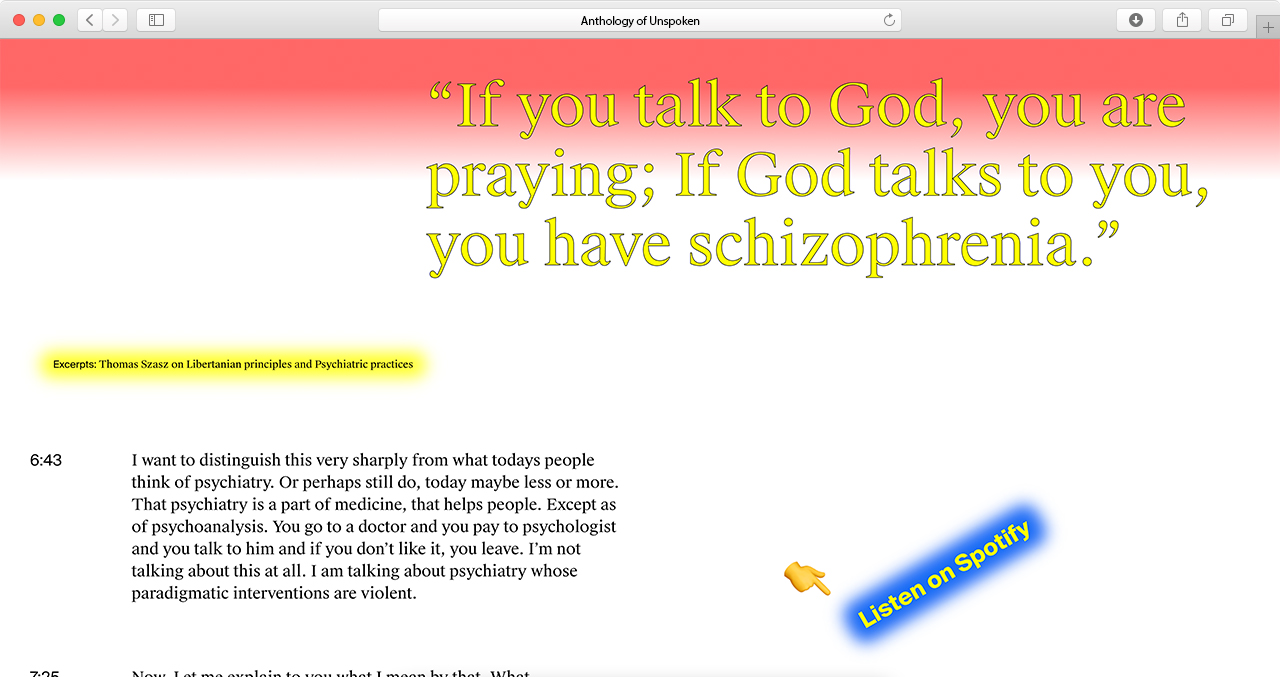 Anthology of Unspoken
“If you talk to God, you are
praying; If God talks to you,
you have schizophrenia.”
Excerpts: Thomas Szasz on Libertanian principles and Psychiatric practices
6:43
I want to distinguish this very sharply from what todays people
think of psychiatry. Or perhaps still do, today maybe less or more.
That psychiatry is a part of medicine, that helps people. Except as
of psychoanalysis. You go to a doctor and you pay to psychologist
and you talk to him and if you don’t like it, you leave. I’m not
talking about this at all. I am talking about psychiatry whose
paradigmatic interventions are violent.
Listen on Spotify
7:25
Now, Let me explain to you what I mean by that. What